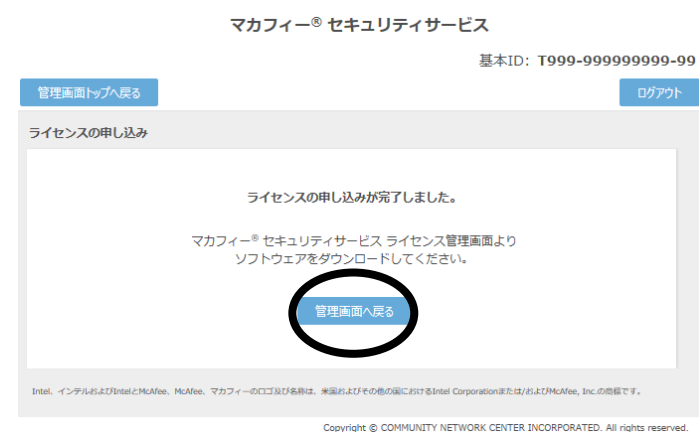 マカフィー® セキュリティサービス
基本ID: T999-999999999-99
管理画面トップへ戻る
ログアウト
ライセンスの申し込み
ライセンスの申し込みが完了しました。
マカフィー® セキュリティサービス ライセンス管理画面より
ソフトウェアをダウンロードしてください。
管理画面へ戻る
Intel、インテルおよびIntelとMcAfee、McAfee、マカフィーのロゴ及び名称は、米国およびその他の国におけるIntel Corporationまたは/およびMcAfee, Inc.の商標です。
Copyright © COMMUNITY NETWORK CENTER INCORPORATED. All rights reserved.